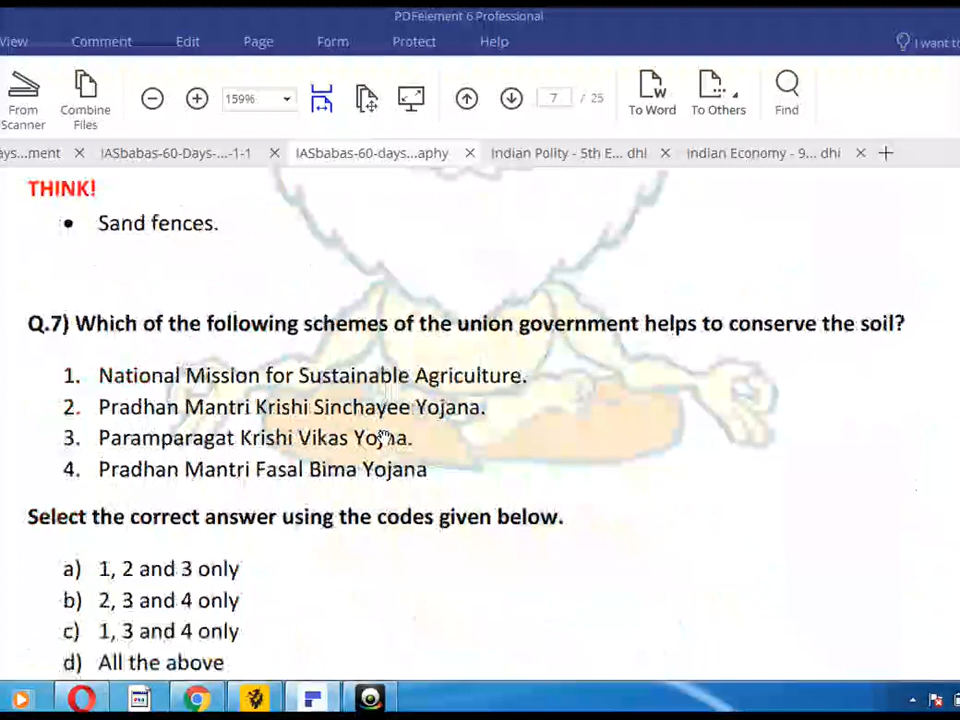 PDFelement 6 Professional
View Comment Edit Page Form Protect Help I want to
From Scanner
Combine Files
159%
7 / 25
To Word
To Others
Find
ays...ment × IASbabas-60-Days-...-1-1 × IASbabas-60-days...aphy × Indian Polity - 5th E... dhi × Indian Economy - 9... dhi × +
THINK!
• Sand fences.
Q.7) Which of the following schemes of the union government helps to conserve the soil?
1. National Mission for Sustainable Agriculture.
2. Pradhan Mantri Krishi Sinchayee Yojana.
3. Paramparagat Krishi Vikas Yojna.
4. Pradhan Mantri Fasal Bima Yojana
Select the correct answer using the codes given below.
a) 1, 2 and 3 only
b) 2, 3 and 4 only
c) 1, 3 and 4 only
d) All the above